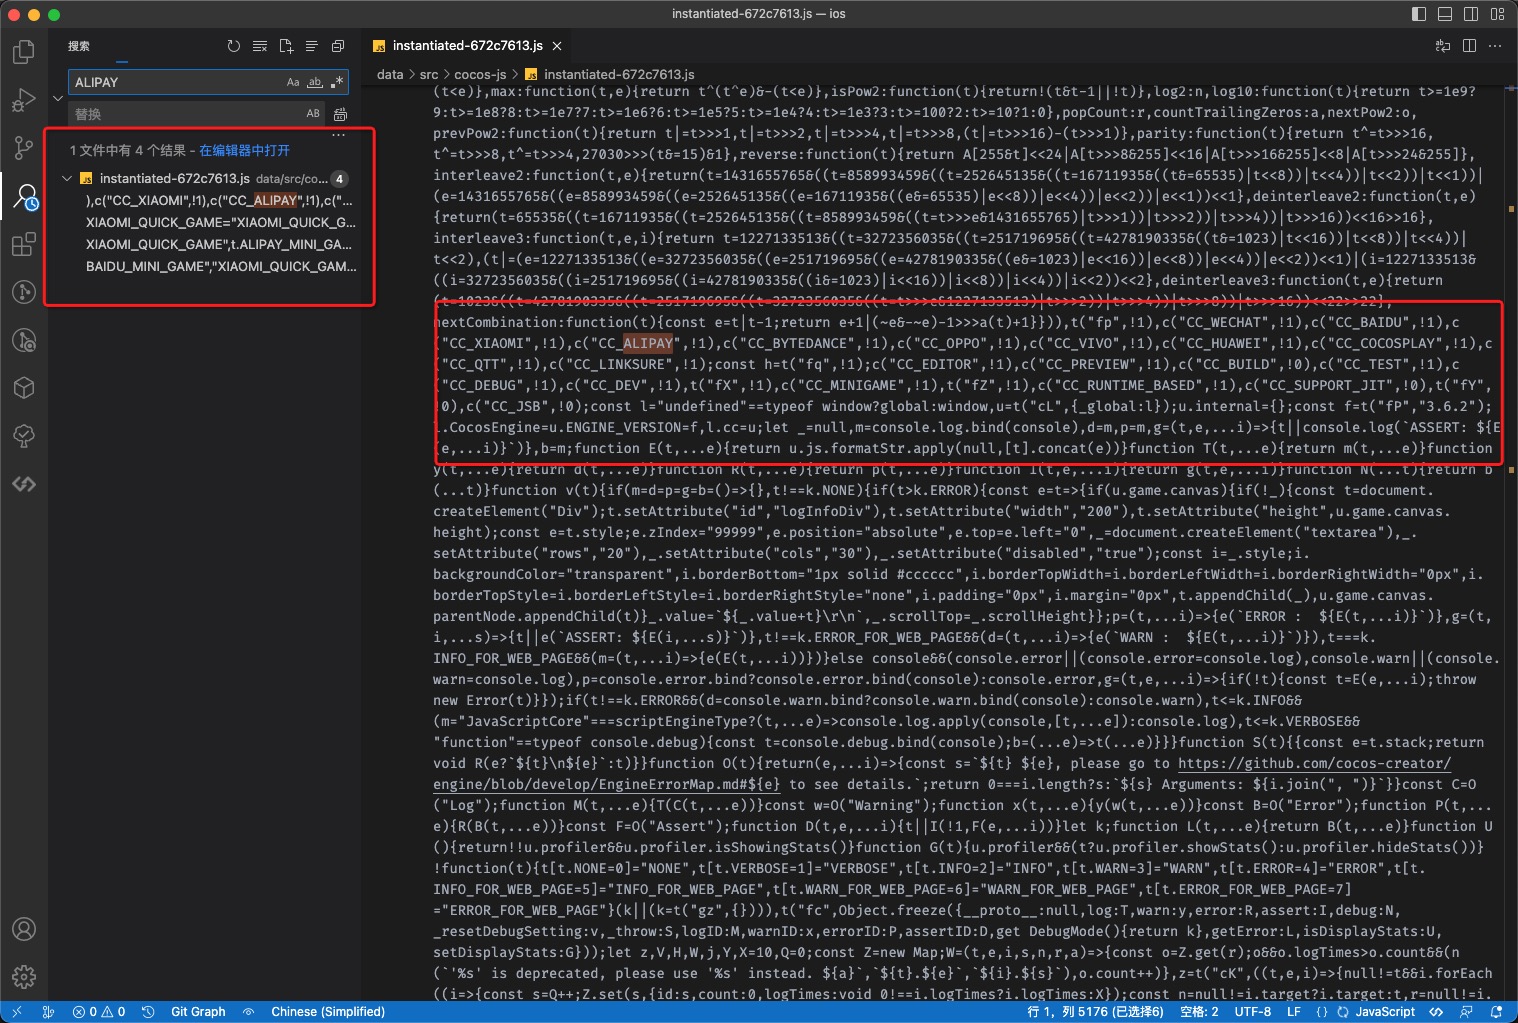 instantiated-672c7613.js — ios
搜索
ALIPAY
Aa ab .*
替换
AB
1 文件中有 4 个结果 - 在编辑器中打开
instantiated-672c7613.js data/src/co... 4
),c("CC_XIAOMI",!1),c("CC_ALIPAY",!1),c("...
XIAOMI_QUICK_GAME="XIAOMI_QUICK_G...
XIAOMI_QUICK_GAME",t.ALIPAY_MINI_GA...
BAIDU_MINI_GAME","XIAOMI_QUICK_GAM...
instantiated-672c7613.js
data > src > cocos-js > instantiated-672c7613.js
(t<e)},max:function(t,e){return t^(t^e)&-(t<e)},isPow2:function(t){return!(t&t-1||!t)},log2:n,log10:function(t){return t>=1e9?
9:t>=1e8?8:t>=1e7?7:t>=1e6?6:t>=1e5?5:t>=1e4?4:t>=1e3?3:t>=100?2:t>=10?1:0},popCount:r,countTrailingZeros:a,nextPow2:o,
prevPow2:function(t){return t|=t>>>1,t|=t>>>2,t|=t>>>4,t|=t>>>8,(t|=t>>>16)-(t>>>1)},parity:function(t){return t^=t>>>16,
t^=t>>>8,t^=t>>>4,27030>>>(t&=15)&1},reverse:function(t){return A[255&t]<<24|A[t>>>8&255]<<16|A[t>>>16&255]<<8|A[t>>>24&255]},
interleave2:function(t,e){return(t=1431655765&((t=858993459&((t=252645135&((t=16711935&((t&=65535)|t<<8))|t<<4))|t<<2))|t<<1))|
(e=1431655765&((e=858993459&((e=252645135&((e=16711935&((e&=65535)|e<<8))|e<<4))|e<<2))|e<<1))<<1},deinterleave2:function(t,e)
{return(t=65535&((t=16711935&((t=252645135&((t=858993459&((t=t>>>e&1431655765)|t>>>1))|t>>>2))|t>>>4))|t>>>16))<<16>>16},
interleave3:function(t,e,i){return t=1227133513&((t=3272356035&((t=251719695&((t=4278190335&((t&=1023)|t<<16))|t<<8))|t<<4))|
t<<2),(t|=(e=1227133513&((e=3272356035&((e=251719695&((e=4278190335&((e&=1023)|e<<16))|e<<8))|e<<4))|e<<2))<<1)|(i=1227133513&
((i=3272356035&((i=251719695&((i=4278190335&((i&=1023)|i<<16))|i<<8))|i<<4))|i<<2))<<2},deinterleave3:function(t,e){return
(t=1023&((t=4278190335&((t=251719695&((t=3272356035&((t=t>>>e&1227133513)|t>>>2))|t>>>4))|t>>>8))|t>>>16))<<22>>22},
nextCombination:function(t){const e=t|t-1;return e+1|(~e&-~e)-1>>>a(t)+1}})),t("fp",!1),c("CC_WECHAT",!1),c("CC_BAIDU",!1),c
("CC_XIAOMI",!1),c("CC_ALIPAY",!1),c("CC_BYTEDANCE",!1),c("CC_OPPO",!1),c("CC_VIVO",!1),c("CC_HUAWEI",!1),c("CC_COCOSPLAY",!1),c
("CC_QTT",!1),c("CC_LINKSURE",!1);const h=t("fq",!1);c("CC_EDITOR",!1),c("CC_PREVIEW",!1),c("CC_BUILD",!0),c("CC_TEST",!1),c
("CC_DEBUG",!1),c("CC_DEV",!1),t("fX",!1),c("CC_MINIGAME",!1),t("fZ",!1),c("CC_RUNTIME_BASED",!1),c("CC_SUPPORT_JIT",!0),t("fY",
!0),c("CC_JSB",!0);const l="undefined"==typeof window?global:window,u=t("cL",{_global:l});u.internal={};const f=t("fP","3.6.2");
l.CocosEngine=u.ENGINE_VERSION=f,l.cc=u;let _=null,m=console.log.bind(console),d=m,p=m,g=(t,e,...i)=>{t||console.log(`ASSERT: ${E
(e,...i)}`)},b=m;function E(t,...e){return u.js.formatStr.apply(null,[t].concat(e))}function T(t,...e){return m(t,...e)}function
y(t,...e){return d(t,...e)}function R(t,...e){return p(t,...e)}function I(t,e,...i){return g(t,e,...i)}function N(...t){return b
(...t)}function v(t){if(m=d=p=g=b=()=>{},t!==k.NONE){if(t>k.ERROR){const e=t=>{if(u.game.canvas){if(!_){const t=document.
createElement("Div");t.setAttribute("id","logInfoDiv"),t.setAttribute("width","200"),t.setAttribute("height",u.game.canvas.
height);const e=t.style;e.zIndex="99999",e.position="absolute",e.top=e.left="0",_=document.createElement("textarea"),_.
setAttribute("rows","20"),_.setAttribute("cols","30"),_.setAttribute("disabled","true");const i=_.style;i.
backgroundColor="transparent",i.borderBottom="1px solid #cccccc",i.borderTopWidth=i.borderLeftWidth=i.borderRightWidth="0px",i.
borderTopStyle=i.borderLeftStyle=i.borderRightStyle="none",i.padding="0px",i.margin="0px",t.appendChild(_),u.game.canvas.
parentNode.appendChild(t)}_.value=`${_.value+t}\r\n`,_.scrollTop=_.scrollHeight}};p=(t,...i)=>{e(`ERROR :  ${E(t,...i)}`)},g=(t,
i,...s)=>{t||e(`ASSERT: ${E(i,...s)}`)},t!==k.ERROR_FOR_WEB_PAGE&&(d=(t,...i)=>{e(`WARN :  ${E(t,...i)}`)}),t===k.
INFO_FOR_WEB_PAGE&&(m=(t,...i)=>{e(E(t,...i))})}else console&&(console.error||(console.error=console.log),console.warn||(console.
warn=console.log),p=console.error.bind?console.error.bind(console):console.error,g=(t,e,...i)=>{if(!t){const t=E(e,...i);throw
new Error(t)}});if(t!==k.ERROR&&(d=console.warn.bind?console.warn.bind(console):console.warn),t<=k.INFO&&
(m="JavaScriptCore"===scriptEngineType?(t,...e)=>console.log.apply(console,[t,...e]):console.log),t<=k.VERBOSE&&
"function"==typeof console.debug){const t=console.debug.bind(console);b=(...e)=>t(...e)}}}function S(t){{const e=t.stack;return
void R(e?`${t}\n${e}`:t)}}function O(t){return(e,...i)=>{const s=`${t} ${e}, please go to https://github.com/cocos-creator/
engine/blob/develop/EngineErrorMap.md#${e} to see details.`;return 0===i.length?s:`${s} Arguments: ${i.join(", ")}`}}const C=O
("Log");function M(t,...e){T(C(t,...e))}const w=O("Warning");function x(t,...e){y(w(t,...e))}const B=O("Error");function P(t,...
e){R(B(t,...e))}const F=O("Assert");function D(t,e,...i){t||I(!1,F(e,...i))}let k;function L(t,...e){return B(t,...e)}function U
(){return!!u.profiler&&u.profiler.isShowingStats()}function G(t){u.profiler&&(t?u.profiler.showStats():u.profiler.hideStats())}
!function(t){t[t.NONE=0]="NONE",t[t.VERBOSE=1]="VERBOSE",t[t.INFO=2]="INFO",t[t.WARN=3]="WARN",t[t.ERROR=4]="ERROR",t[t.
INFO_FOR_WEB_PAGE=5]="INFO_FOR_WEB_PAGE",t[t.WARN_FOR_WEB_PAGE=6]="WARN_FOR_WEB_PAGE",t[t.ERROR_FOR_WEB_PAGE=7]
="ERROR_FOR_WEB_PAGE"}(k||(k=t("gz",{}))),t("fc",Object.freeze({__proto__:null,log:T,warn:y,error:R,assert:I,debug:N,
_resetDebugSetting:v,_throw:S,logID:M,warnID:x,errorID:P,assertID:D,get DebugMode(){return k},getError:L,isDisplayStats:U,
setDisplayStats:G}));let z,V,H,W,j,Y,X=10,Q=0;const Z=new Map;W=(t,e,i,s,n,r,a)=>{const o=Z.get(r);o&&o.logTimes>o.count&&(n
(`'%s' is deprecated, please use '%s' instead. ${a}`,`${t}.${e}`,`${i}.${s}`),o.count++)},z=t("cK",((t,e,i)=>{null!=t&&i.forEach
((i=>{const s=Q++;Z.set(s,{id:s,count:0,logTimes:void 0!==i.logTimes?i.logTimes:X});const n=null!=i.target?i.target:t,r=null!=i.
0 0 Git Graph Chinese (Simplified) 行 1，列 5176 (已选择6) 空格: 2 UTF-8 LF {} JavaScript